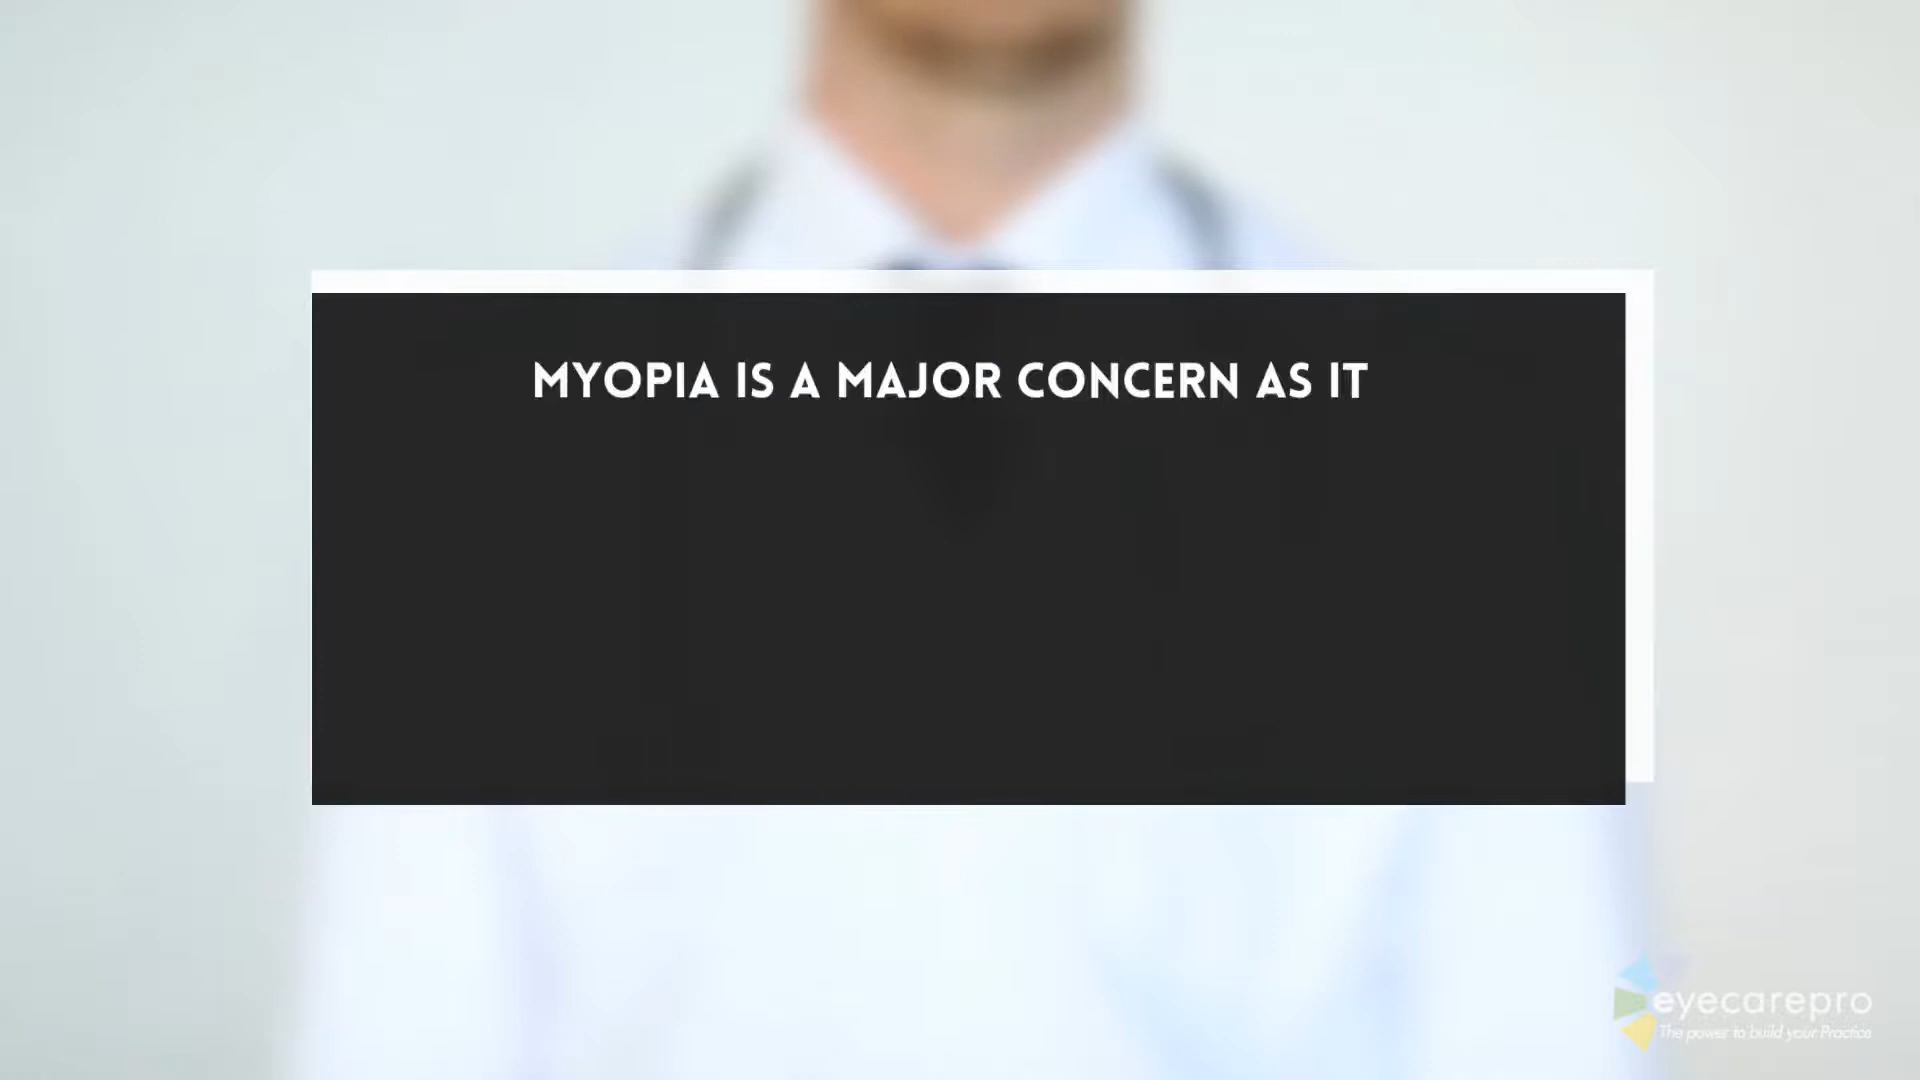 MYOPIA IS A MAJOR CONCERN AS IT
eyecarepro
The power to build your Practice